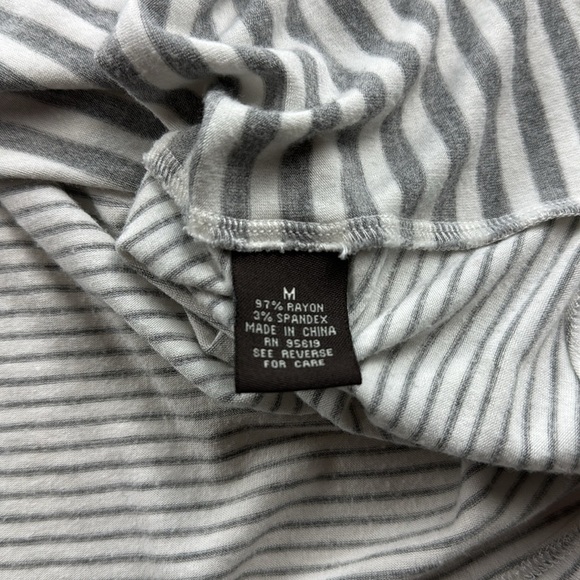 M
97% RAYON
3% SPANDEX
MADE IN CHINA
RN 95619
SEE REVERSE
FOR CARE